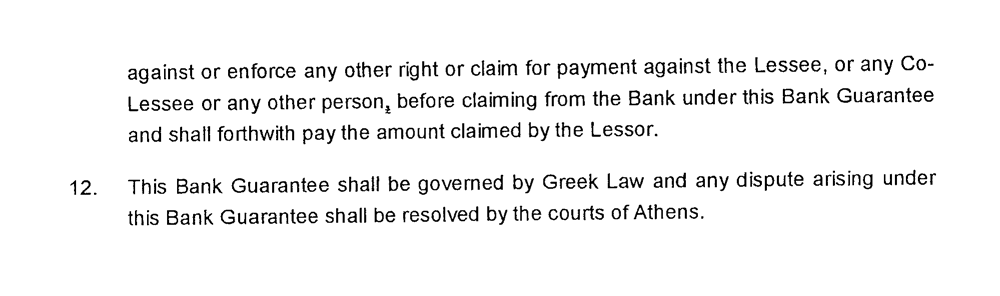 against or enforce any other right or claim for payment against the Lessee, or any Co-
Lessee or any other person, before claiming from the Bank under this Bank Guarantee
and shall forthwith pay the amount claimed by the Lessor.
12. This Bank Guarantee shall be governed by Greek Law and any dispute arising under
this Bank Guarantee shall be resolved by the courts of Athens.